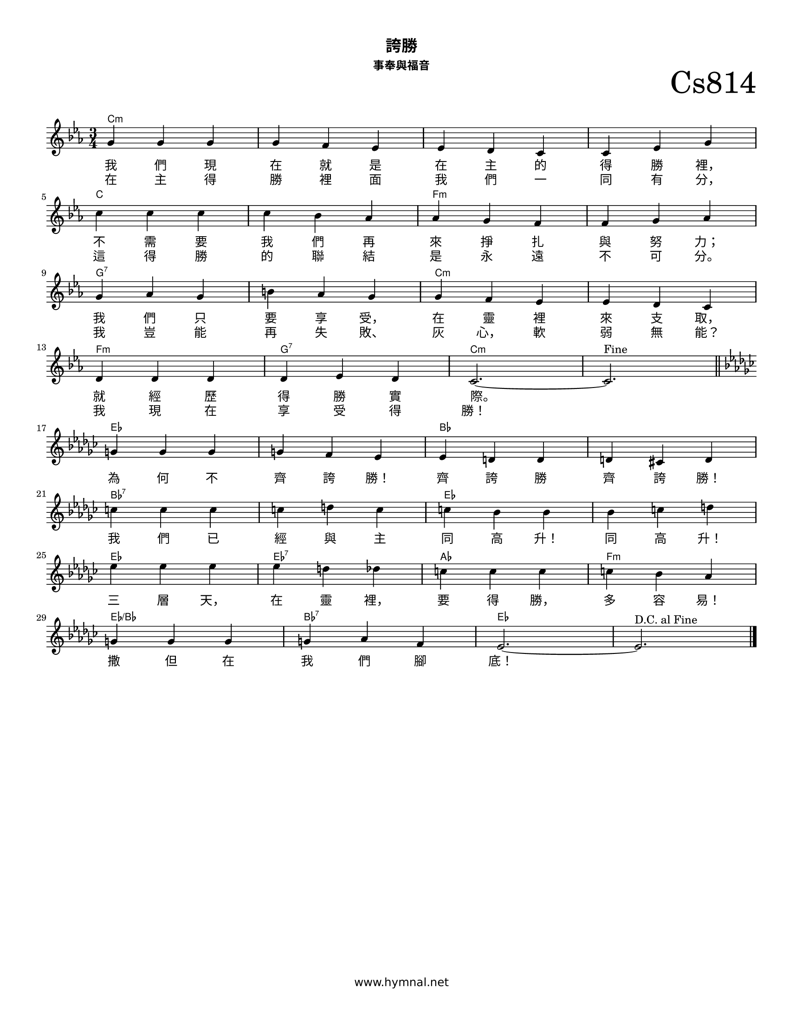 誇勝
事奉與福音
Cs814
Cm
我 們 現 在 就 是 在 主 的 得 勝 裡，
在 主 得 勝 裡 面 我 們 一 同 有 分，
5 C Fm
不 需 要 我 們 再 來 掙 扎 與 努 力；
這 得 勝 的 聯 結 是 永 遠 不 可 分。
9 G7 Cm
我 們 只 要 享 受， 在 靈 裡 來 支 取，
我 豈 能 再 失 敗、 灰 心， 軟 弱 無 能？
13 Fm G7 Cm Fine
就 經 歷 得 勝 實 際。
我 現 在 享 受 得 勝！
17 E♭ B♭
為 何 不 齊 誇 勝！ 齊 誇 勝 齊 誇 勝！
21 B♭7 E♭
我 們 已 經 與 主 同 高 升！ 同 高 升！
25 E♭ E♭7 A♭ Fm
三 層 天， 在 靈 裡， 要 得 勝， 多 容 易！
29 E♭/B♭ B♭7 E♭ D.C. al Fine
撒 但 在 我 們 腳 底！
www.hymnal.net